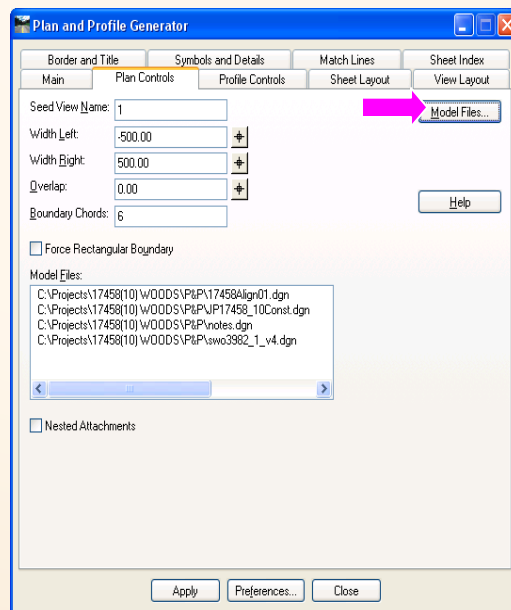 Plan and Profile Generator
Border and Title
Symbols and Details
Match Lines
Sheet Index
Main
Plan Controls
Profile Controls
Sheet Layout
View Layout
Seed View Name: 1
Model Files...
Width Left: -500.00
Width Right: 500.00
Overlap: 0.00
Help
Boundary Chords: 6
Force Rectangular Boundary
Model Files:
C:\Projects\17458(10) WOODS\P&P\17458Align01.dgn
C:\Projects\17458(10) WOODS\P&P\JP17458_10Const.dgn
C:\Projects\17458(10) WOODS\P&P\notes.dgn
C:\Projects\17458(10) WOODS\P&P\swo3982_1_v4.dgn
Nested Attachments
Apply
Preferences...
Close